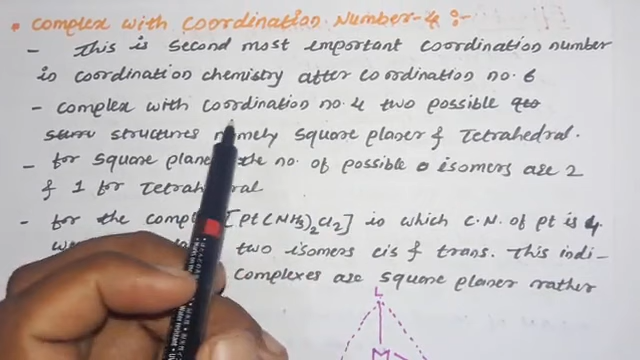 • Complex with Coordination Number-4 :-
- This is Second most important coordination number
in coordination chemistry after coordination no. 6
- Complex with coordination no. 4 two possible
structures namely Square planer & Tetrahedral.
- for Square plane the no. of possible isomers are 2
& 1 for Tetrahedral
- for the comple [Pt(NH3)2Cl2] in which C.N. of Pt is 4.
two isomers cis & trans. This indi-
complexes are square planer rather
L
M